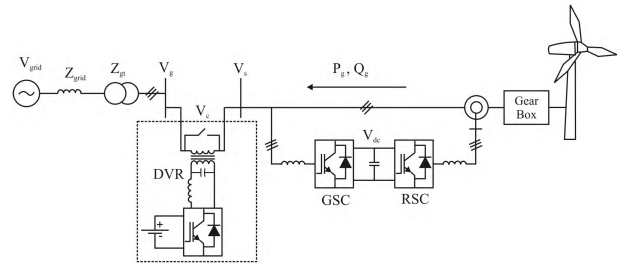 V_grid
Z_grid
Z_gt
V_g
V_s
P_g , Q_g
V_c
V_dc
Gear
Box
DVR
GSC
RSC
+
-